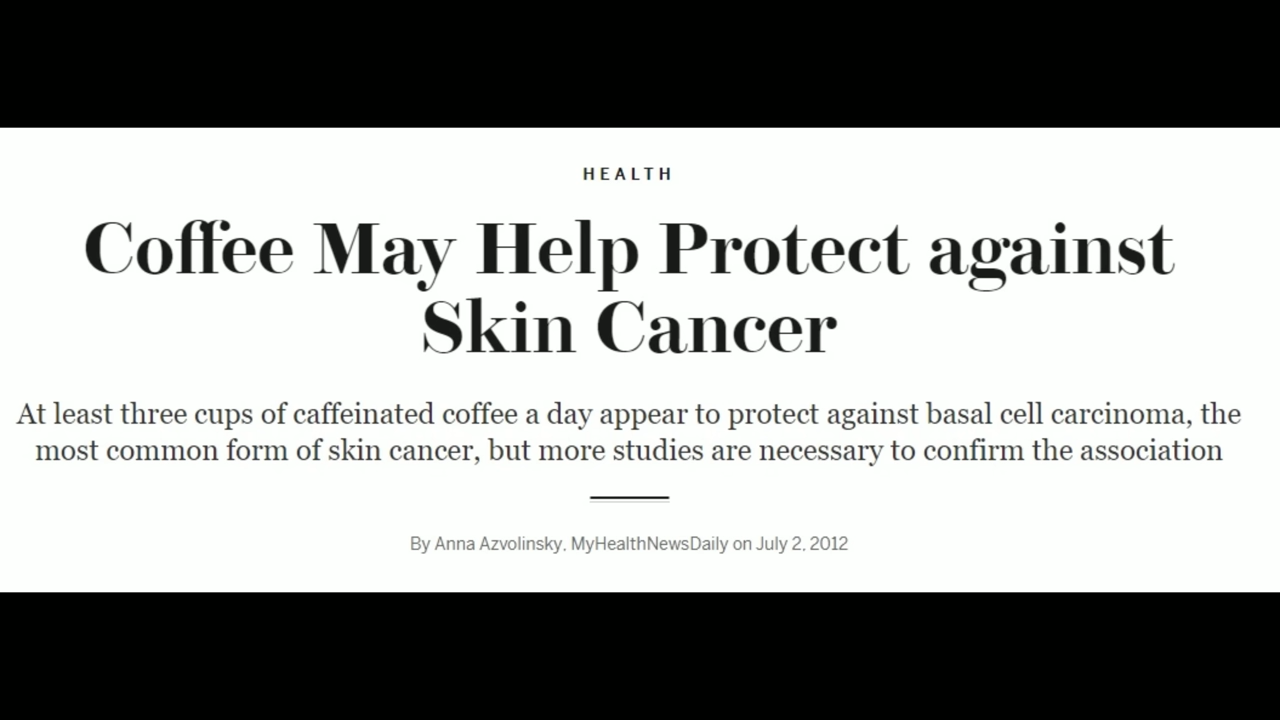 HEALTH
Coffee May Help Protect against
Skin Cancer
At least three cups of caffeinated coffee a day appear to protect against basal cell carcinoma, the
most common form of skin cancer, but more studies are necessary to confirm the association
By Anna Azvolinsky, MyHealthNewsDaily on July 2, 2012